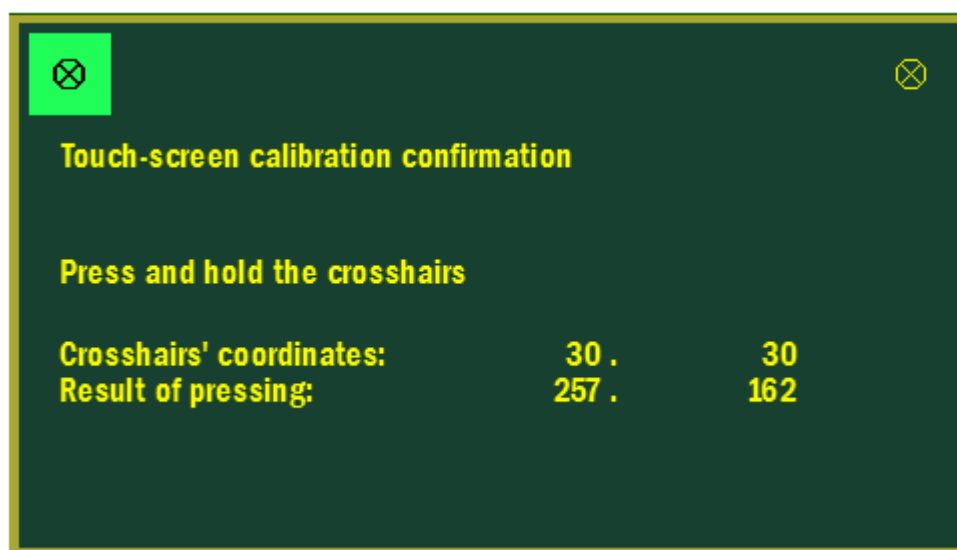 Touch-screen calibration confirmation
Press and hold the crosshairs
Crosshairs' coordinates: 30 . 30
Result of pressing: 257 . 162